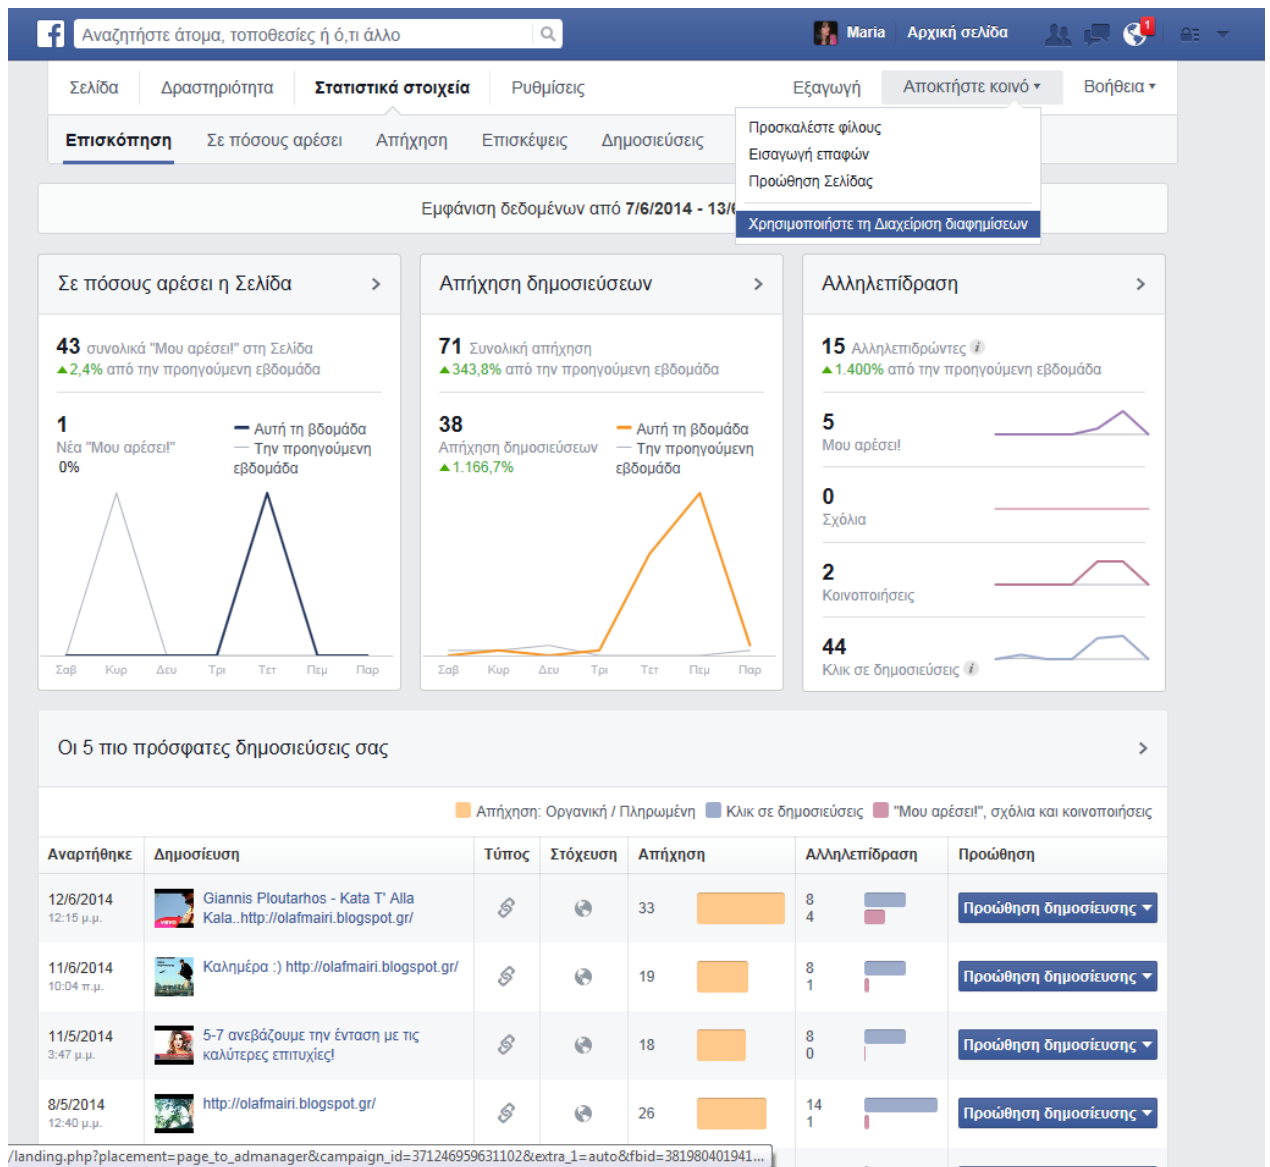 Αναζητήστε άτομα, τοποθεσίες ή ό,τι άλλο
Maria Αρχική σελίδα
1
Σελίδα Δραστηριότητα Στατιστικά στοιχεία Ρυθμίσεις Εξαγωγή Αποκτήστε κοινό Βοήθεια
Προσκαλέστε φίλους
Εισαγωγή επαφών
Προώθηση Σελίδας
Χρησιμοποιήστε τη Διαχείριση διαφημίσεων
Επισκόπηση Σε πόσους αρέσει Απήχηση Επισκέψεις Δημοσιεύσεις
Εμφάνιση δεδομένων από 7/6/2014 - 13/6
Σε πόσους αρέσει η Σελίδα
43 συνολικά "Μου αρέσει!" στη Σελίδα
2,4% από την προηγούμενη εβδομάδα
1
Νέα "Μου αρέσει!"
0%
Αυτή τη βδομάδα
Την προηγούμενη
εβδομάδα
Σαβ Κυρ Δευ Τρι Τετ Πεμ Παρ
Απήχηση δημοσιεύσεων
71 Συνολική απήχηση
343,8% από την προηγούμενη εβδομάδα
38
Απήχηση δημοσιεύσεων
1.166,7%
Αυτή τη βδομάδα
Την προηγούμενη
εβδομάδα
Σαβ Κυρ Δευ Τρι Τετ Πεμ Παρ
Αλληλεπίδραση
15 Αλληλεπιδρώντες i
1.400% από την προηγούμενη εβδομάδα
5
Μου αρέσει!
0
Σχόλια
2
Κοινοποιήσεις
44
Κλικ σε δημοσιεύσεις i
Οι 5 πιο πρόσφατες δημοσιεύσεις σας
Απήχηση: Οργανική / Πληρωμένη Κλικ σε δημοσιεύσεις "Μου αρέσει!", σχόλια και κοινοποιήσεις
Αναρτήθηκε Δημοσίευση Τύπος Στόχευση Απήχηση Αλληλεπίδραση Προώθηση
12/6/2014
12:15 μ.μ.
vevo
Giannis Ploutarhos - Kata T' Alla
Kala..http://olafmairi.blogspot.gr/
33
8
4
Προώθηση δημοσίευσης
11/6/2014
10:04 π.μ.
Καλημέρα :) http://olafmairi.blogspot.gr/
19
8
1
Προώθηση δημοσίευσης
11/5/2014
3:47 μ.μ.
5-7 ανεβάζουμε την ένταση με τις
καλύτερες επιτυχίες!
18
8
0
Προώθηση δημοσίευσης
8/5/2014
12:40 μ.μ.
http://olafmairi.blogspot.gr/
26
14
1
Προώθηση δημοσίευσης
/landing.php?placement=page_to_admanager&campaign_id=371246959631102&extra_1=auto&fbid=381980401941...